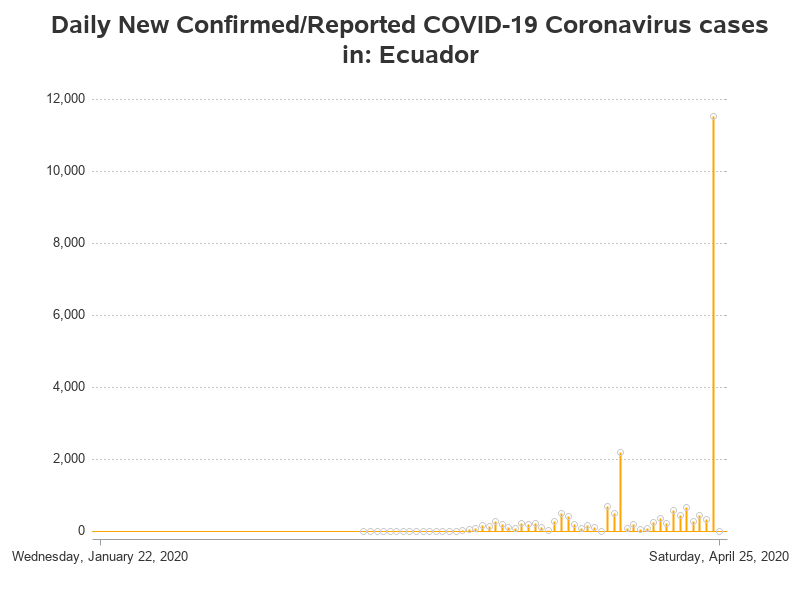 Daily New Confirmed/Reported COVID-19 Coronavirus cases
in: Ecuador
12,000
10,000
8,000
6,000
4,000
2,000
0
Wednesday, January 22, 2020
Saturday, April 25, 2020